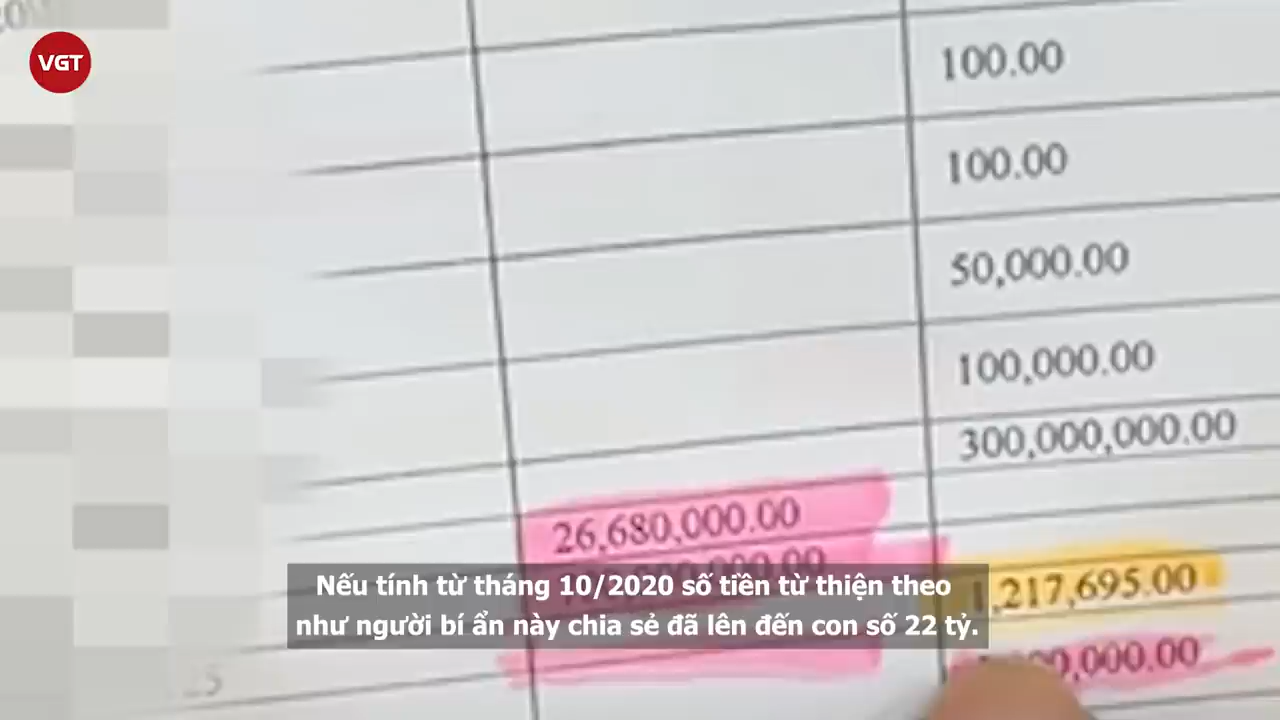 VGT
100.00
100.00
50,000.00
100,000.00
300,000,000.00
26,680,000.00
1,217,695.00
Nếu tính từ tháng 10/2020 số tiền từ thiện theo
như người bí ẩn này chia sẻ đã lên đến con số 22 tỷ.